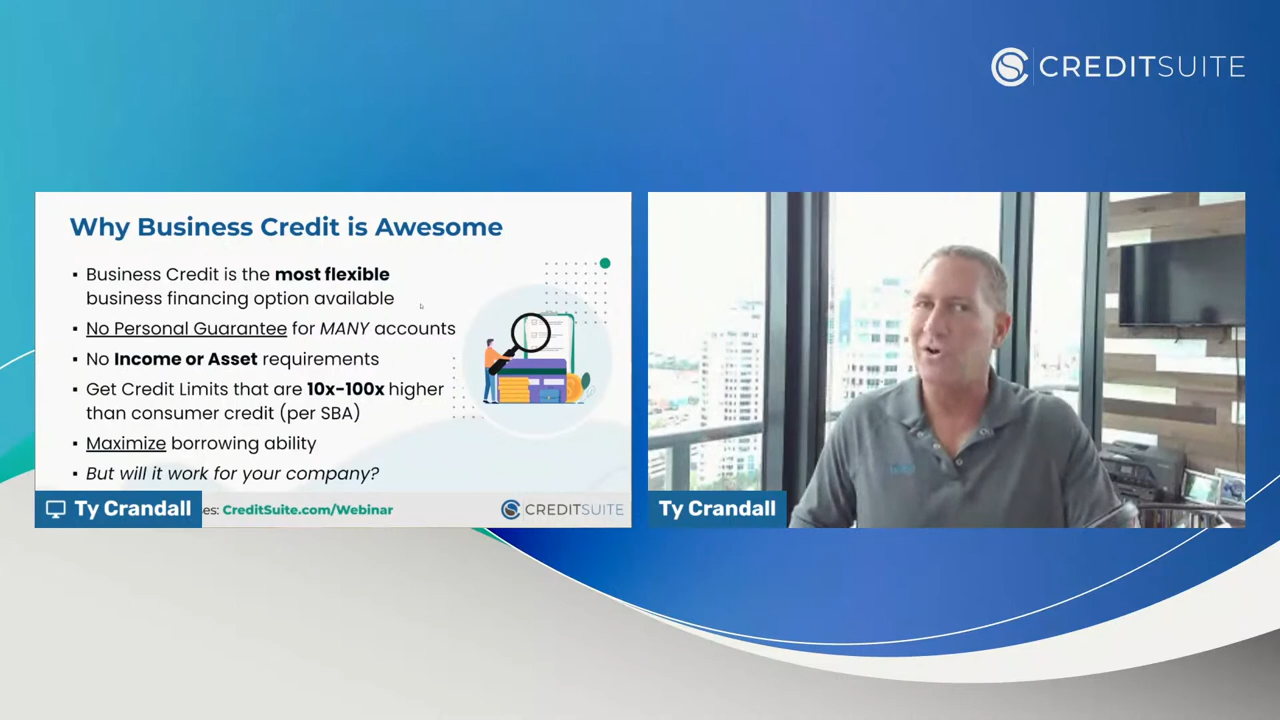 CREDITSUITE
Why Business Credit is Awesome
▪ Business Credit is the most flexible
business financing option available
▪ No Personal Guarantee for MANY accounts
▪ No Income or Asset requirements
▪ Get Credit Limits that are 10x-100x higher
than consumer credit (per SBA)
▪ Maximize borrowing ability
▪ But will it work for your company?
Ty Crandall
es: CreditSuite.com/Webinar
CREDITSUITE
Ty Crandall